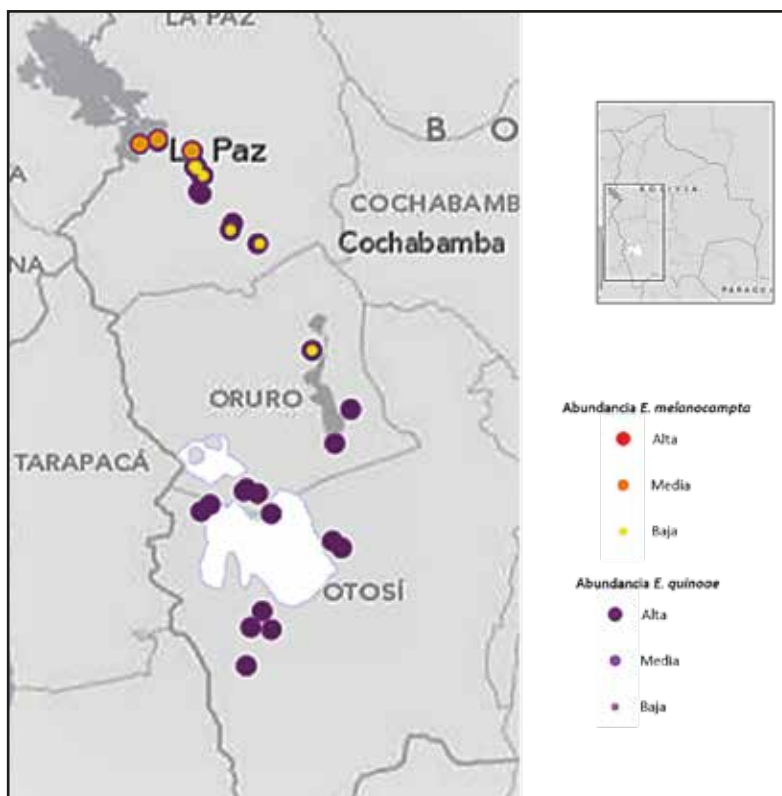 LA PAZ
B O
La Paz
A
COCHABAMB
Cochabamba
NA
ORURO
TARAPACÁ
OTOSÍ
BOLIVIA
PARAGUA
Abundancia E. melanocampta
Alta
Media
Baja
Abundancia E. quinoae
Alta
Media
Baja